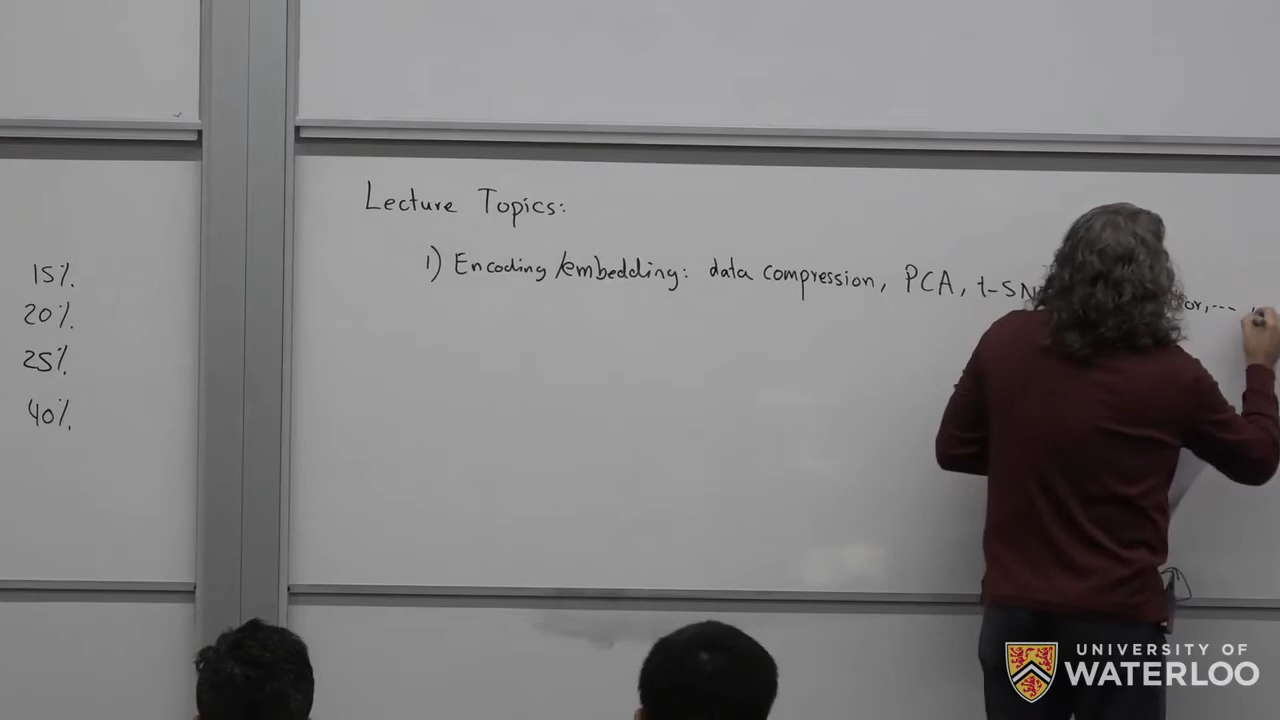 15%
20%
25%
40%
Lecture Topics:
1) Encoding/embedding: data compression, PCA, t-SN or, ---
UNIVERSITY OF
WATERLOO